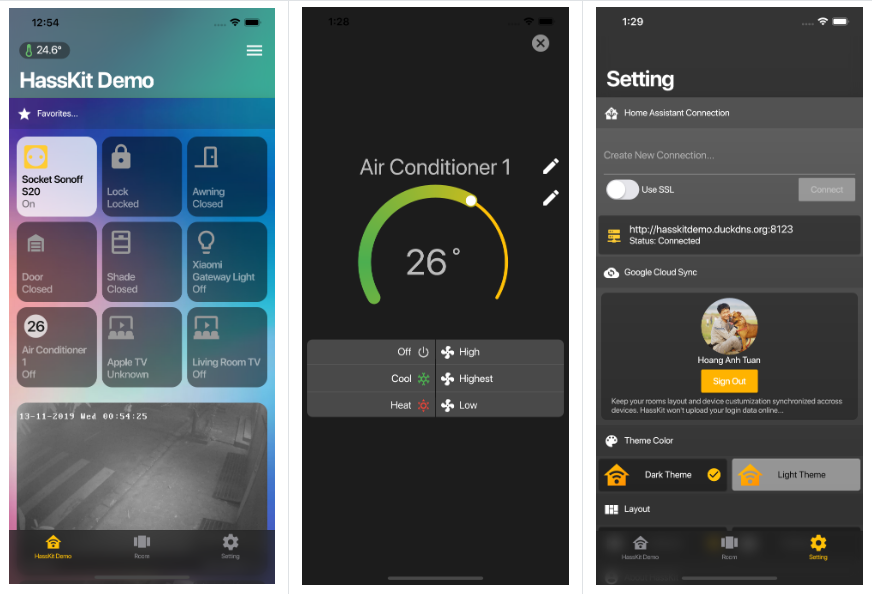 12:54
24.6°
HassKit Demo
Favorites...
Socket Sonoff
S20
On
Lock
Locked
Awning
Closed
Door
Closed
Shade
Closed
Xiaomi
Gateway Light
Off
26
Air Conditioner
1
Off
Apple TV
Unknown
Living Room TV
Off
13-11-2019 Wed 00:54:25
HassKit Demo
Room
Setting
1:28
Air Conditioner 1
26°
Off
High
Cool
Highest
Heat
Low
1:29
Setting
Home Assistant Connection
Create New Connection...
Use SSL
Connect
http://hasskitdemo.duckdns.org:8123
Status: Connected
Google Cloud Sync
Hoang Anh Tuan
Sign Out
Keep your rooms layout and device custumization synchronized accross
devices. HassKit won't upload your login data online...
Theme Color
Dark Theme
Light Theme
Layout
HassKit Demo
Room
Setting